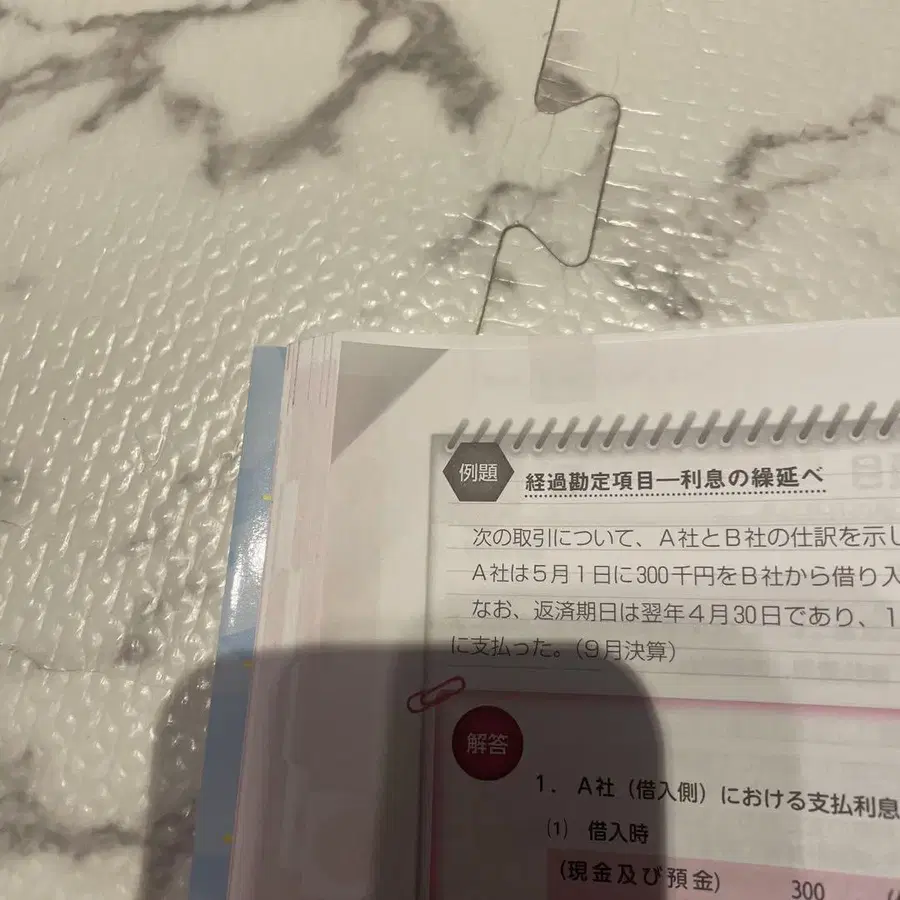 例題
経過勘定項目―利息の繰延べ
次の取引について、A社とB社の仕訳を示し
A社は5月1日に300千円をB社から借り入
なお、返済期日は翌年4月30日であり、1
に支払った。(9月決算)
解答
1. A社(借入側)における支払利息
(1) 借入時
(現金及び預金) 300